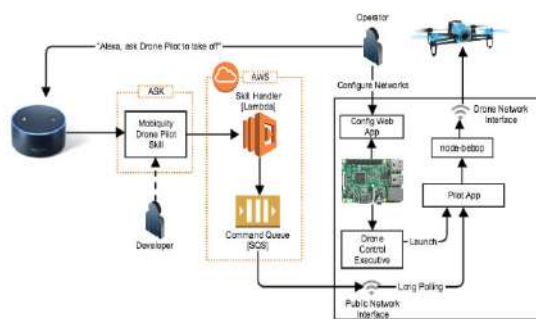 Operator
"Alexa, ask Drone Pilot to take off"
ASK
AWS
Configure Networks
Skill Handler
[Lambda]
Mobiquity
Drone Pilot
Skill
Config Web
App
Drone Network
Interface
node-bebop
Pilot App
Developer
Command Queue
[SQS]
Drone
Control
Executive
Launch
Long Polling
Public Network
Interface